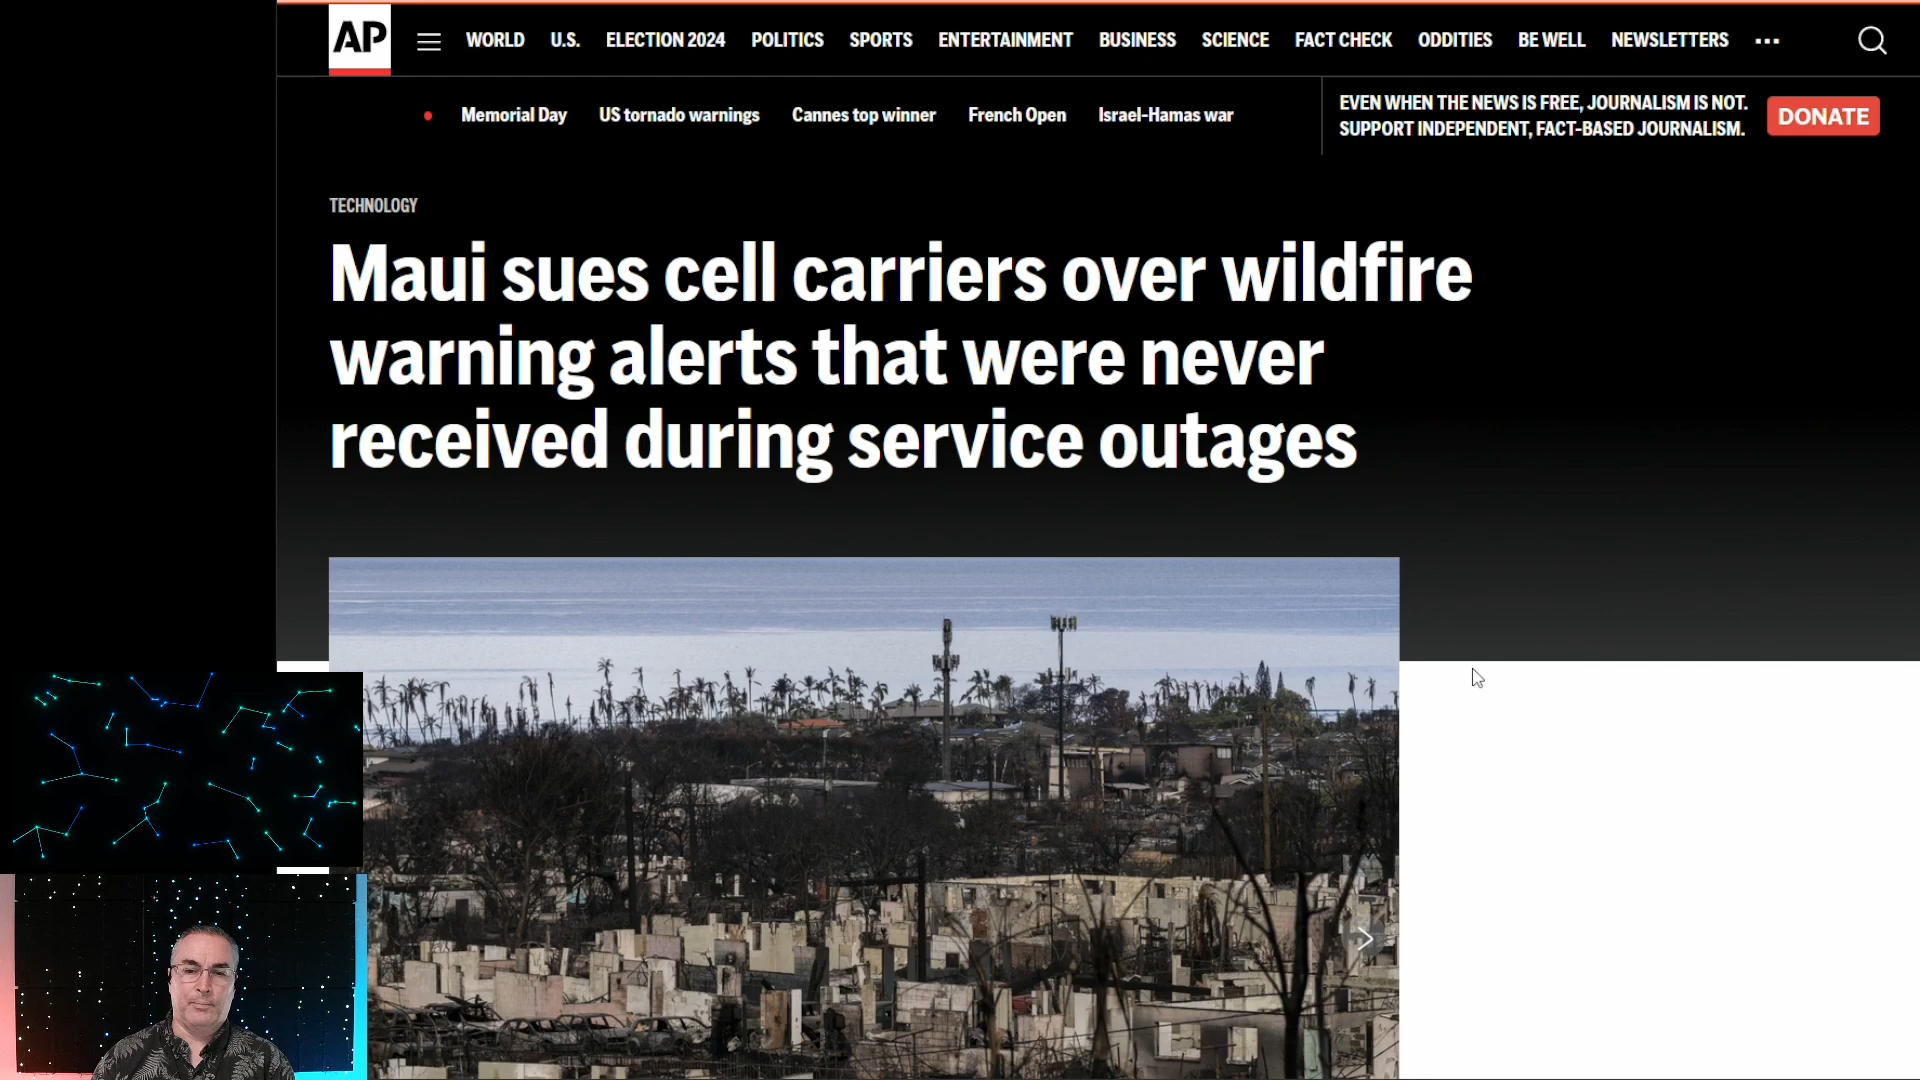 AP
WORLD U.S. ELECTION 2024 POLITICS SPORTS ENTERTAINMENT BUSINESS SCIENCE FACT CHECK ODDITIES BE WELL NEWSLETTERS
Memorial Day US tornado warnings Cannes top winner French Open Israel-Hamas war
EVEN WHEN THE NEWS IS FREE, JOURNALISM IS NOT.
SUPPORT INDEPENDENT, FACT-BASED JOURNALISM.
DONATE
TECHNOLOGY
Maui sues cell carriers over wildfire
warning alerts that were never
received during service outages